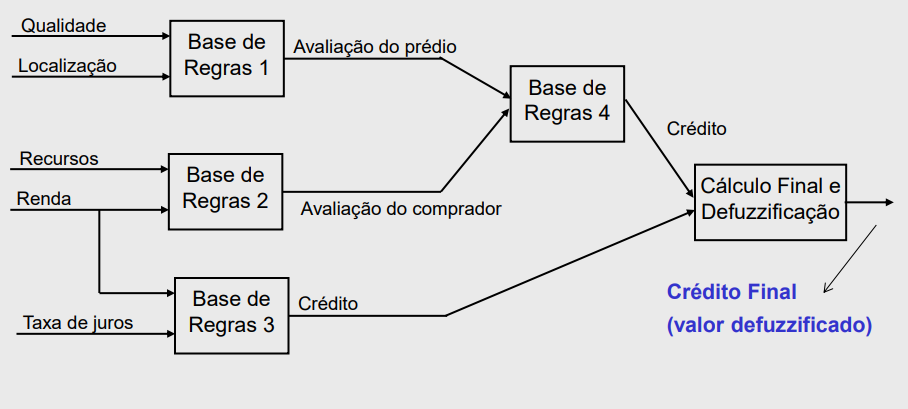 Qualidade
Localização
Base de
Regras 1
Avaliação do prédio
Base de
Regras 4
Crédito
Recursos
Renda
Base de
Regras 2
Avaliação do comprador
Cálculo Final e
Defuzzificação
Taxa de juros
Base de
Regras 3
Crédito
Crédito Final
(valor defuzzificado)